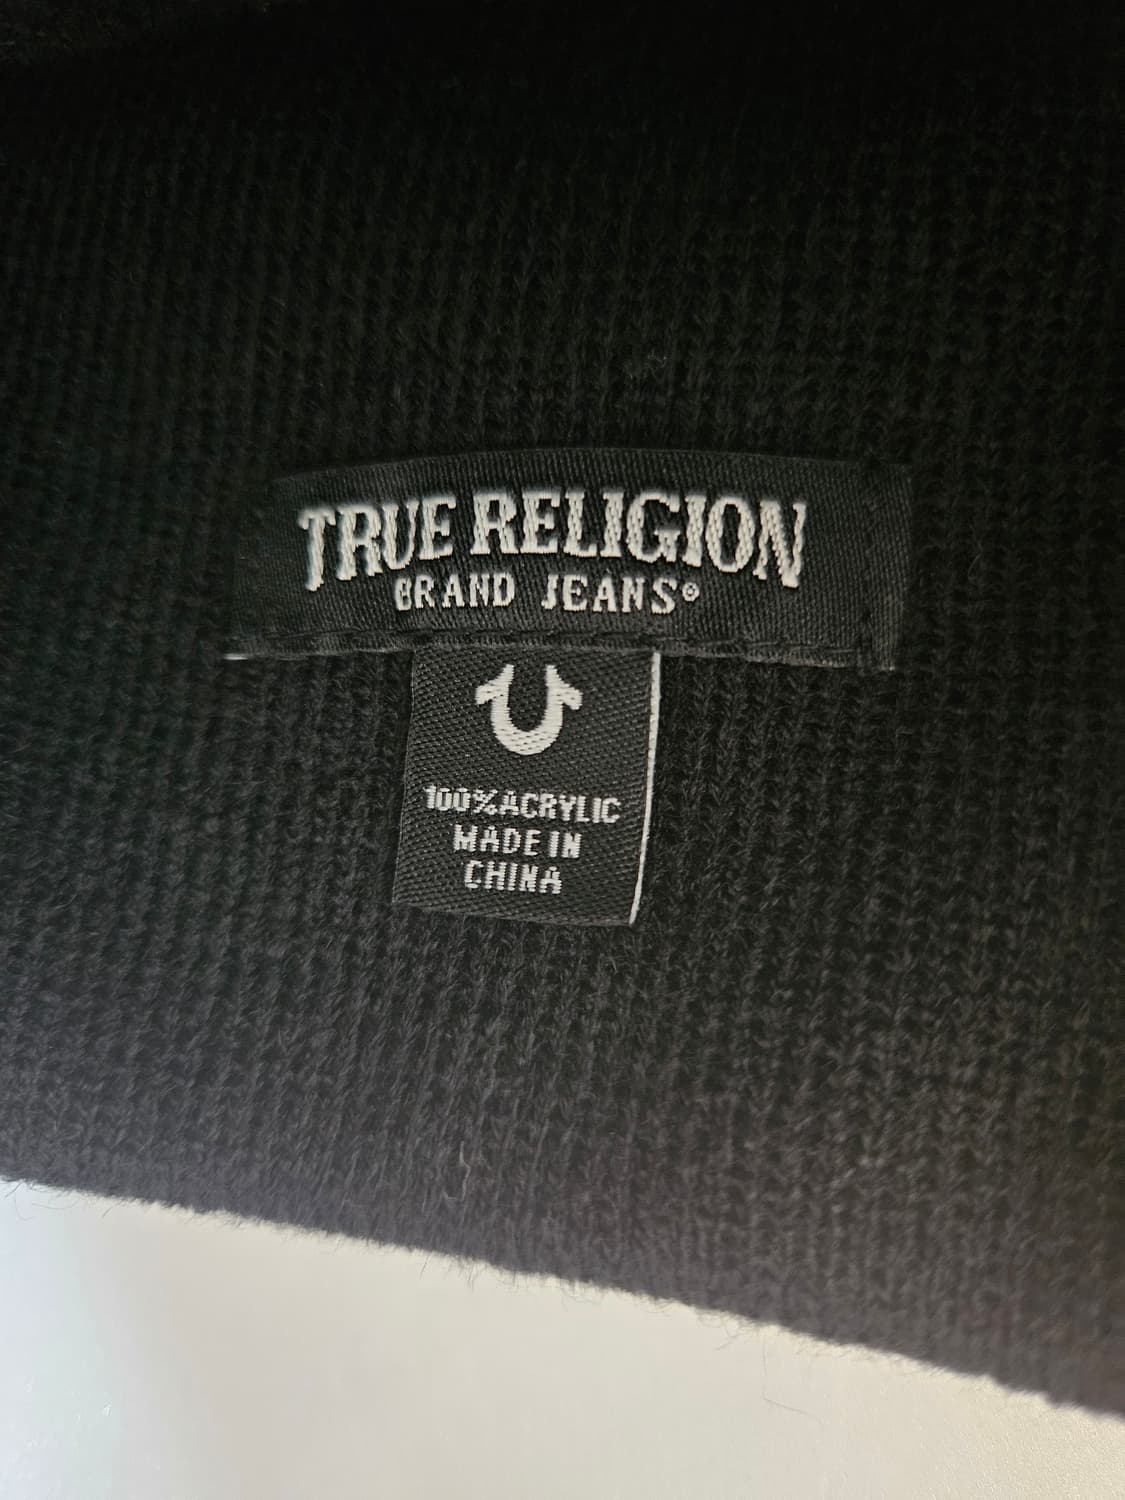 TRUE RELIGION
BRAND JEANS®
100% ACRYLIC
MADE IN
CHINA